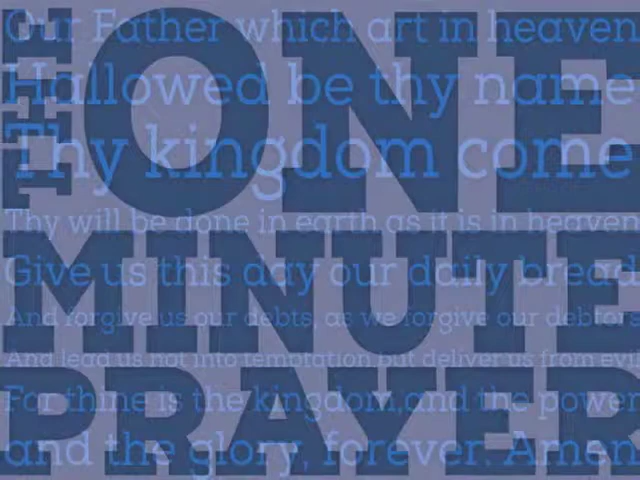 THE
ONE
MINUTE
PRAYER
Our Father which art in heaven
Hallowed be thy name
Thy kingdom come
Thy will be done in earth as it is in heaven
Give us this day our daily bread
And forgive us our debts, as we forgive our debtors
And lead us not into temptation but deliver us from evil
For thine is the kingdom,and the power
and the glory, forever. Amen